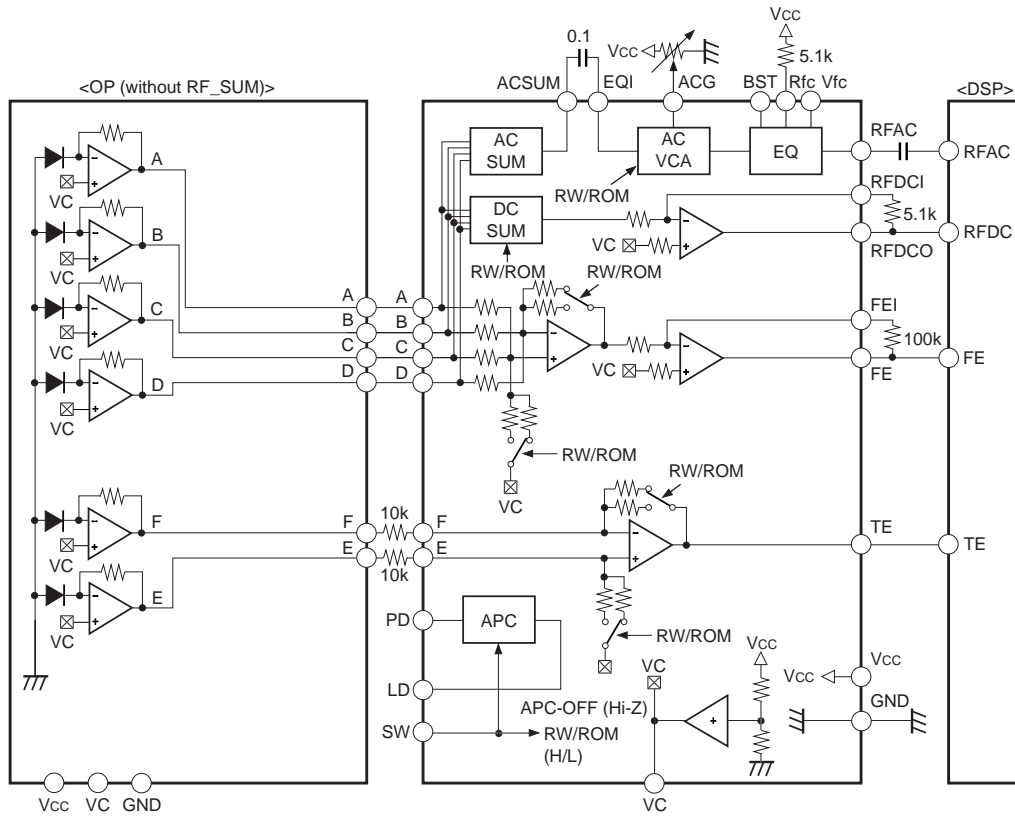 <OP (without RF_SUM)>
A
VC
B
VC
C
VC
D
VC
F
VC
E
VC
Vcc VC GND
A
B
C
D
F
E
10k
10k
0.1
Vcc
Vcc
5.1k
ACSUM EQI ACG BST Rfc Vfc
AC
SUM
AC
VCA
EQ
RW/ROM
DC
SUM
RW/ROM
VC
A
B
C
D
RW/ROM
VC
RW/ROM
VC
F
E
RW/ROM
RW/ROM
PD
APC
LD
SW
APC-OFF (Hi-Z)
RW/ROM
(H/L)
VC
Vcc
VC
RFAC
RFDCI
5.1k
RFDCO
FEI
100k
FE
TE
Vcc
Vcc
GND
<DSP>
RFAC
RFDC
FE
TE